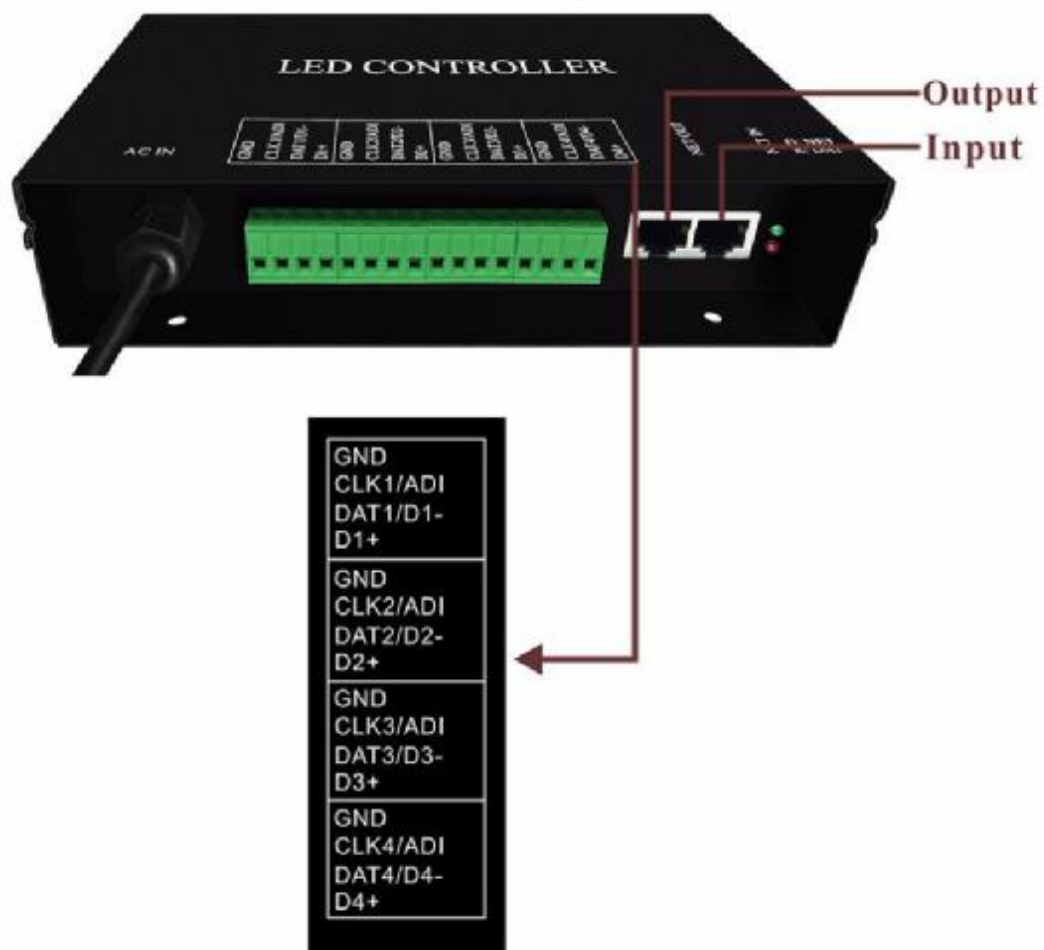 LED CONTROLLER
Output
Input
AC IN
GND
CLK1/ADI
DAT1/D1-
D1+
GND
CLK2/ADI
DAT2/D2-
D2+
GND
CLK3/ADI
DAT3/D3-
D3+
GND
CLK4/ADI
DAT4/D4-
D4+